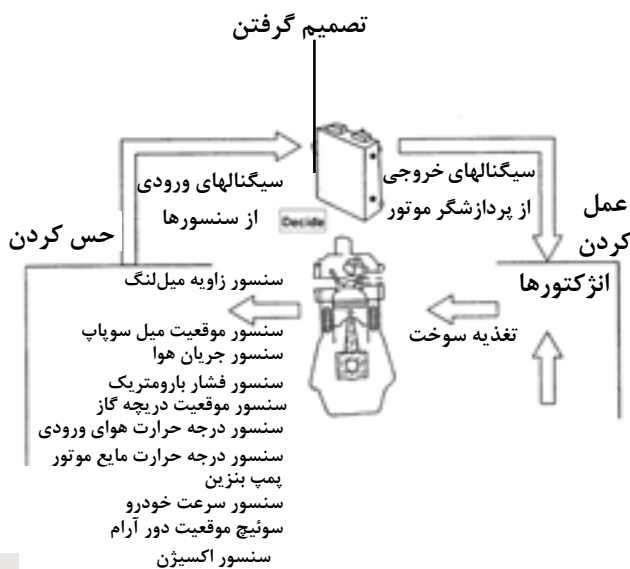 تصمیم گرفتن
سیگنالهای ورودی
از سنسورها
سیگنالهای خروجی
از پردازشگر موتور
Decide
حس کردن
عمل
کردن
انژکتورها
تغذیه سوخت
سنسور زاویه میل‌لنگ
سنسور موقعیت میل سوپاپ
سنسور جریان هوا
سنسور فشار بارومتریک
سنسور موقعیت دریچه گاز
سنسور درجه حرارت هوای ورودی
سنسور درجه حرارت مایع موتور
پمپ بنزین
سنسور سرعت خودرو
سوئیچ موقعیت دور آرام
سنسور اکسیژن